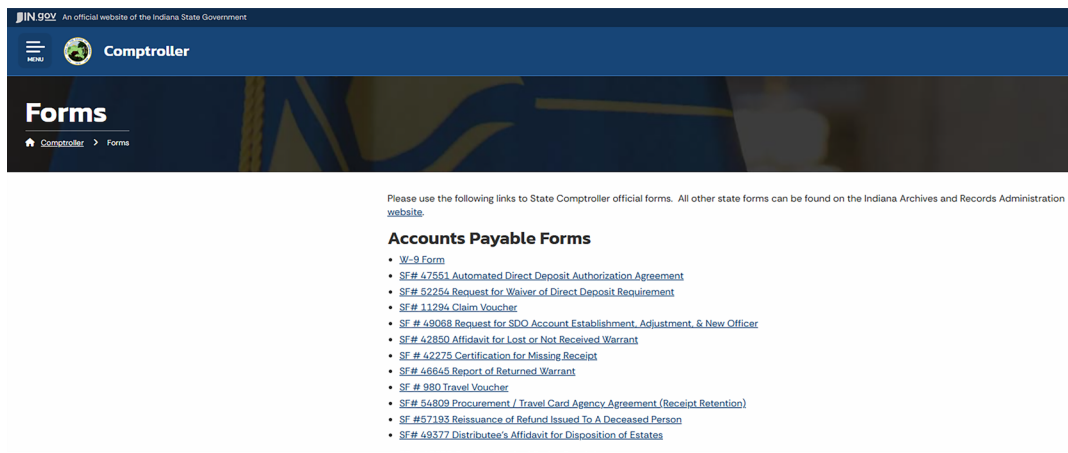 IN.gov An official website of the Indiana State Government
MENU
Comptroller
Forms
Comptroller > Forms
Please use the following links to State Comptroller official forms. All other state forms can be found on the Indiana Archives and Records Administration
website.
Accounts Payable Forms
• W-9 Form
• SF# 47551 Automated Direct Deposit Authorization Agreement
• SF# 52254 Request for Waiver of Direct Deposit Requirement
• SF# 11294 Claim Voucher
• SF # 49068 Request for SDO Account Establishment, Adjustment, & New Officer
• SF# 42850 Affidavit for Lost or Not Received Warrant
• SF # 42275 Certification for Missing Receipt
• SF# 46645 Report of Returned Warrant
• SF # 980 Travel Voucher
• SF# 54809 Procurement / Travel Card Agency Agreement (Receipt Retention)
• SF #57193 Reissuance of Refund Issued To A Deceased Person
• SF# 49377 Distributee's Affidavit for Disposition of Estates